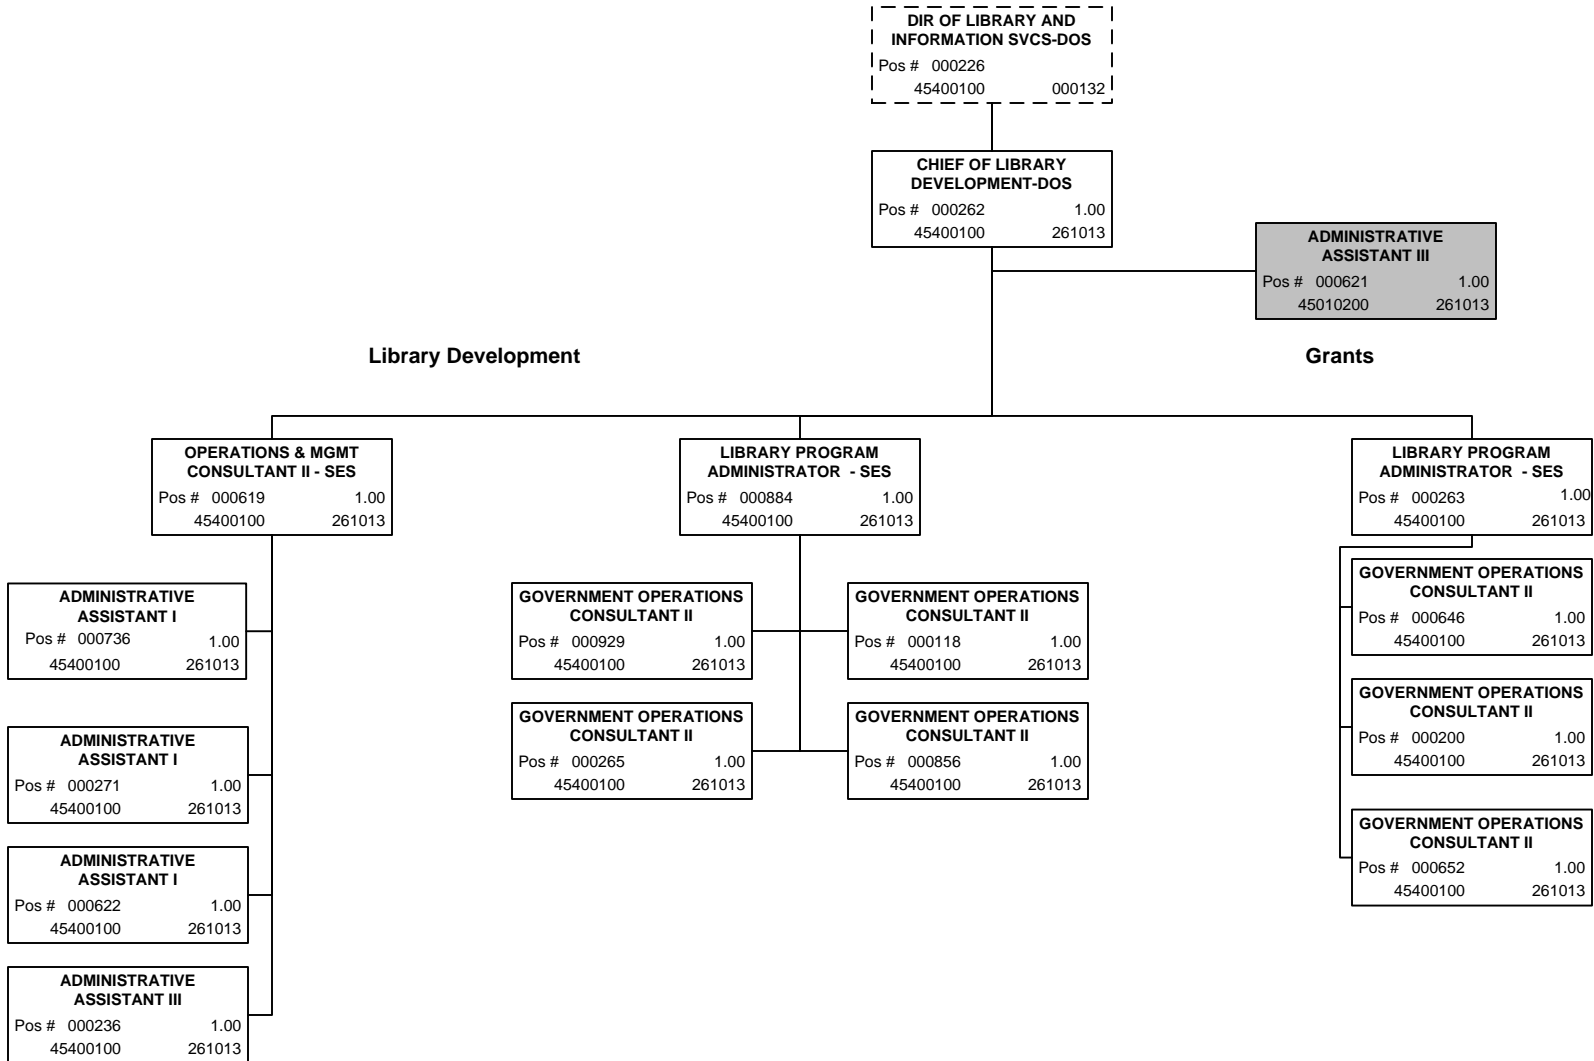 DIR OF LIBRARY AND
INFORMATION SVCS-DOS
Pos # 000226
45400100 000132
CHIEF OF LIBRARY
DEVELOPMENT-DOS
Pos # 000262 1.00
45400100 261013
ADMINISTRATIVE
ASSISTANT III
Pos # 000621 1.00
45010200 261013
Library Development
Grants
OPERATIONS & MGMT
CONSULTANT II - SES
Pos # 000619 1.00
45400100 261013
ADMINISTRATIVE
ASSISTANT I
Pos # 000736 1.00
45400100 261013
ADMINISTRATIVE
ASSISTANT I
Pos # 000271 1.00
45400100 261013
ADMINISTRATIVE
ASSISTANT I
Pos # 000622 1.00
45400100 261013
ADMINISTRATIVE
ASSISTANT III
Pos # 000236 1.00
45400100 261013
LIBRARY PROGRAM
ADMINISTRATOR - SES
Pos # 000884 1.00
45400100 261013
GOVERNMENT OPERATIONS
CONSULTANT II
Pos # 000929 1.00
45400100 261013
GOVERNMENT OPERATIONS
CONSULTANT II
Pos # 000118 1.00
45400100 261013
GOVERNMENT OPERATIONS
CONSULTANT II
Pos # 000265 1.00
45400100 261013
GOVERNMENT OPERATIONS
CONSULTANT II
Pos # 000856 1.00
45400100 261013
LIBRARY PROGRAM
ADMINISTRATOR - SES
Pos # 000263 1.00
45400100 261013
GOVERNMENT OPERATIONS
CONSULTANT II
Pos # 000646 1.00
45400100 261013
GOVERNMENT OPERATIONS
CONSULTANT II
Pos # 000200 1.00
45400100 261013
GOVERNMENT OPERATIONS
CONSULTANT II
Pos # 000652 1.00
45400100 261013